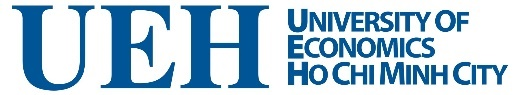 UEH
UNIVERSITY OF
ECONOMICS
HO CHI MINH CITY